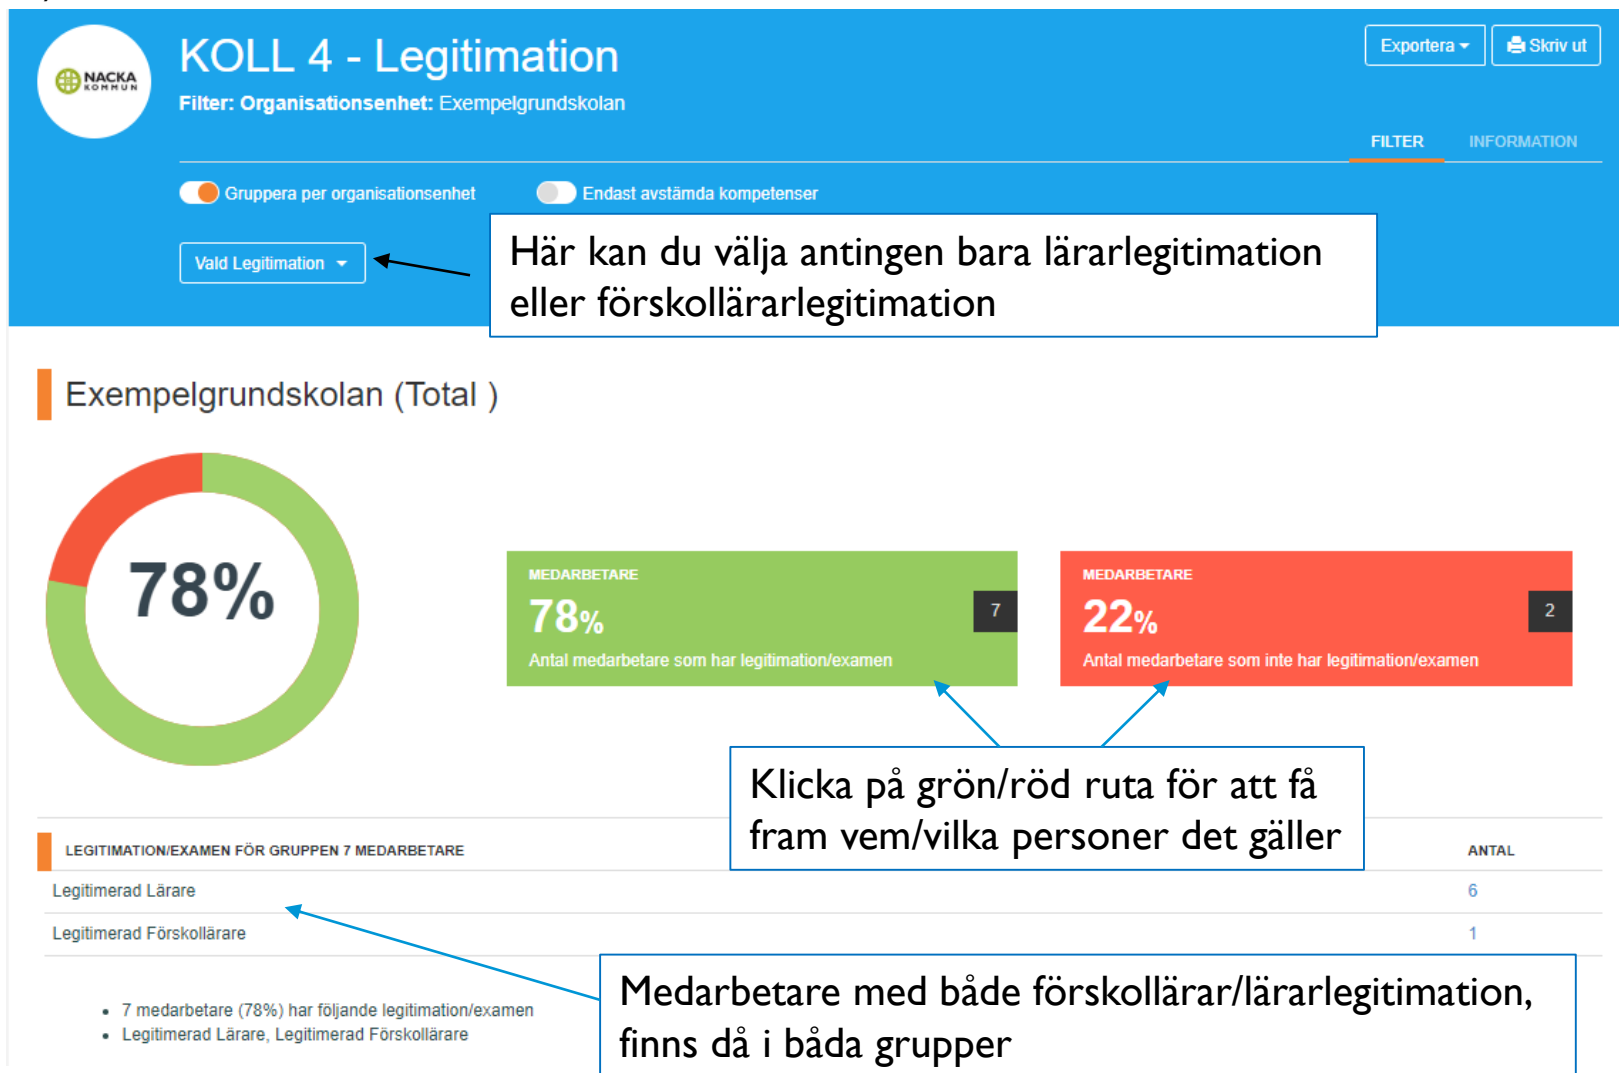 NACKA
KOMMUN
KOLL 4 - Legitimation
Filter: Organisationsenhet: Exempelgrundskolan
Exportera
Skriv ut
FILTER
INFORMATION
Gruppera per organisationsenhet
Endast avstämda kompetenser
Vald Legitimation
Här kan du välja antingen bara lärarlegitimation
eller förskollärarlegitimation
Exempelgrundskolan (Total )
78%
MEDARBETARE
78%
7
Antal medarbetare som har legitimation/examen
MEDARBETARE
22%
2
Antal medarbetare som inte har legitimation/examen
Klicka på grön/röd ruta för att få
fram vem/vilka personer det gäller
LEGITIMATION/EXAMEN FÖR GRUPPEN 7 MEDARBETARE
ANTAL
Legitimerad Lärare
6
Legitimerad Förskollärare
1
Medarbetare med både förskollärar/lärarlegitimation,
finns då i båda grupper
• 7 medarbetare (78%) har följande legitimation/examen
• Legitimerad Lärare, Legitimerad Förskollärare